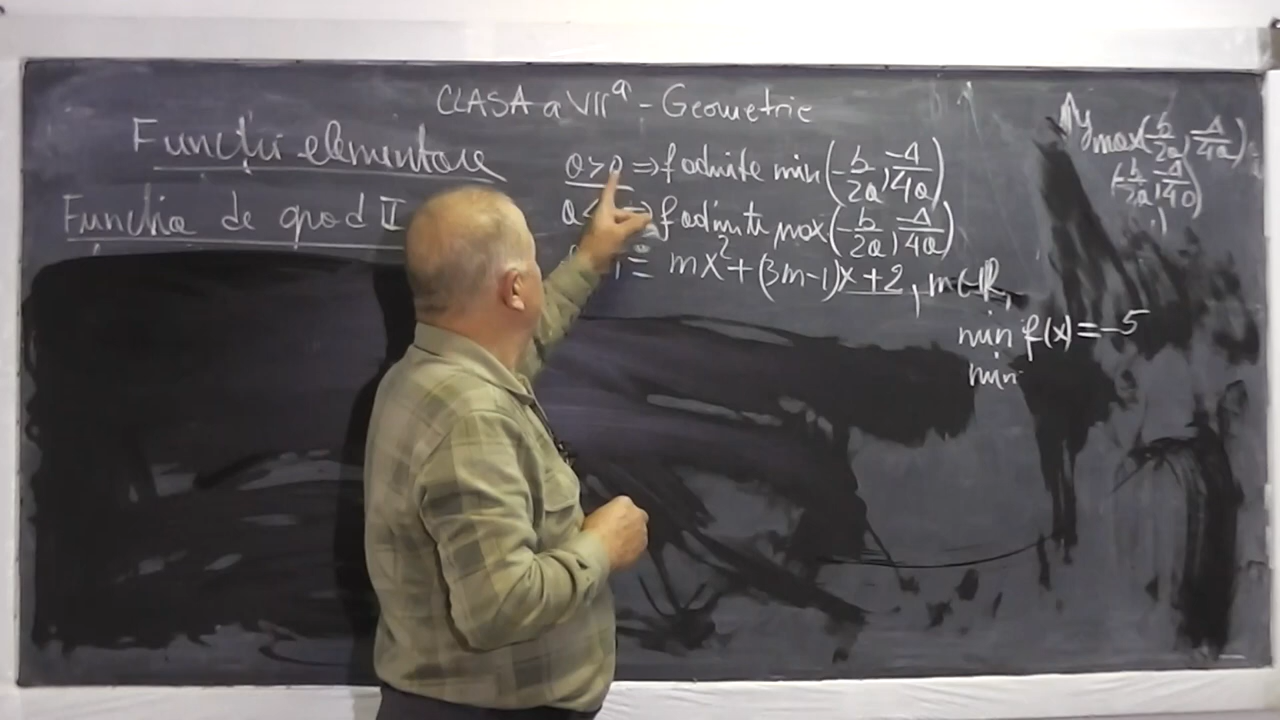 CLASA a VII a - Geometrie
Funcții elementare
Funcția de grad II
a>0 ⇒ f admite min (-b/2a, -Δ/4a)
a< ⇒ f admite max (-b/2a, -Δ/4a)
= mx² + (3m-1)x+2, m∈ℝ,
min f(x) = -5
min
y
max(-b/2a, -Δ/4a)
(-b/2a, -Δ/4a)